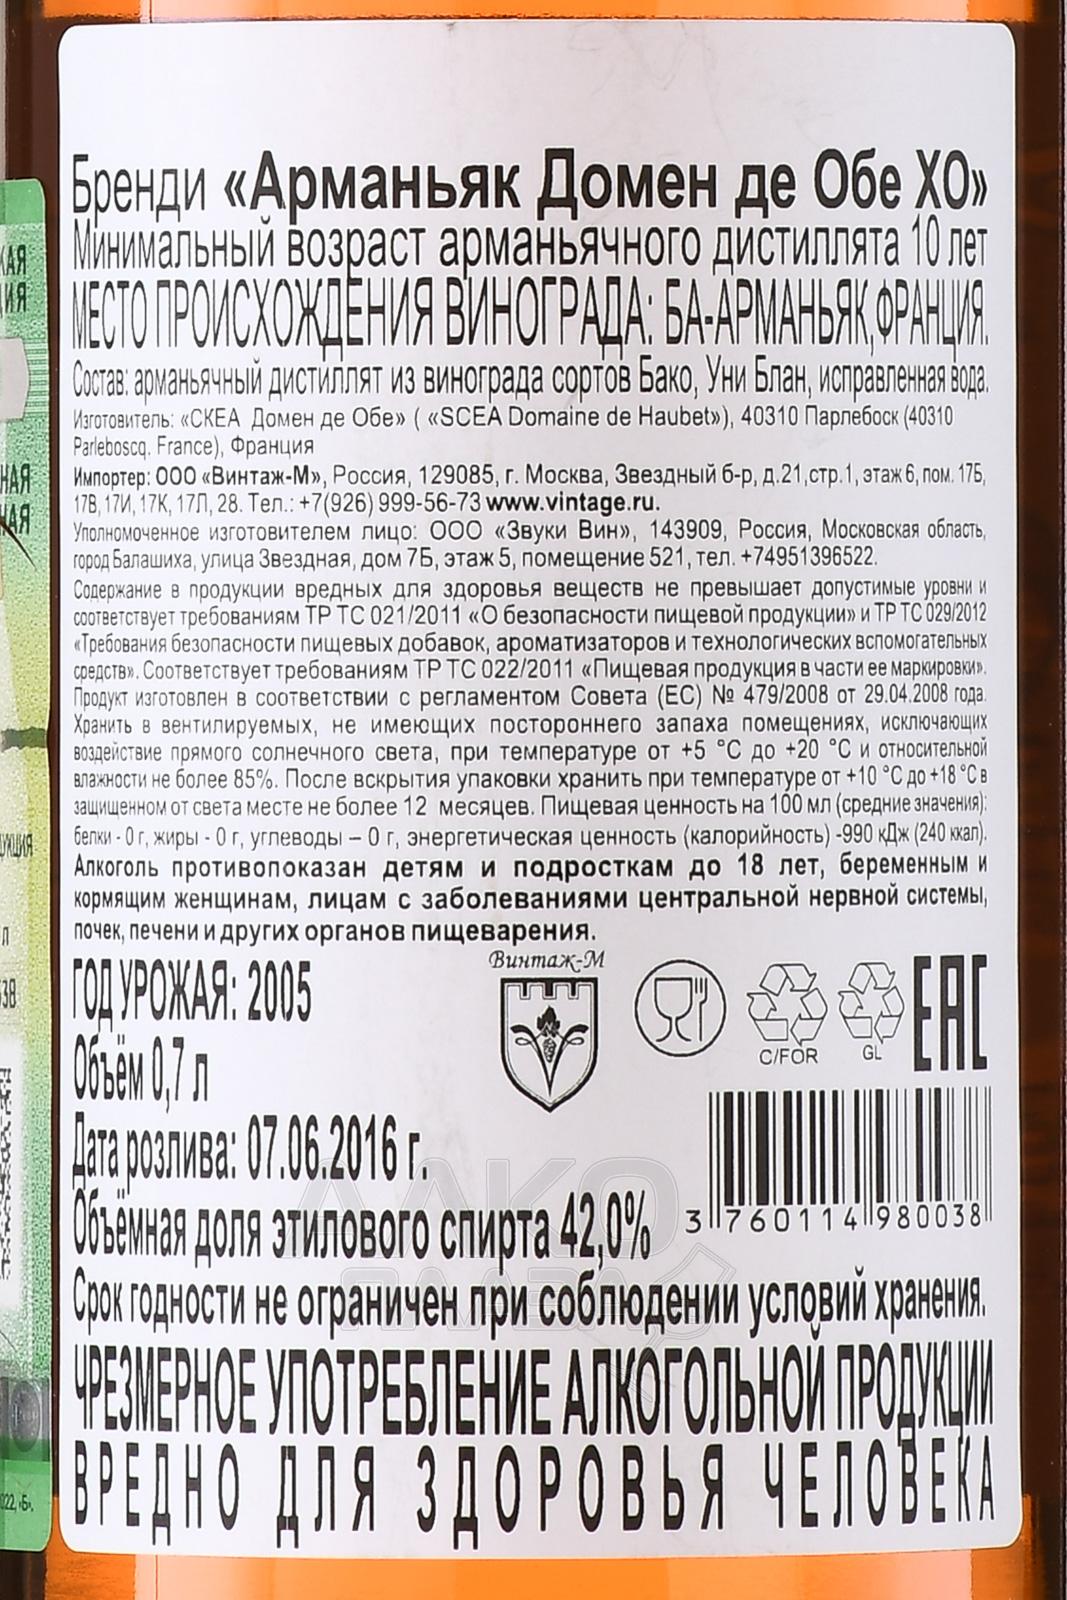 Бренди «Арманьяк Домен де Обе ХО»
Минимальный возраст арманьячного дистиллята 10 лет
МЕСТО ПРОИСХОЖДЕНИЯ ВИНОГРАДА: БА-АРМАНЬЯК, ФРАНЦИЯ.
Состав: арманьячный дистиллят из винограда сортов Бако, Уни Блан, исправленная вода.
Изготовитель: «СКЕА Домен де Обе» ( «SCEA Domaine de Haubet»), 40310 Парлебоск (40310
Parleboscq. France), Франция
Импортер: ООО «Винтаж-М», Россия, 129085, г. Москва, Звездный б-р, д.21,стр.1, этаж 6, пом. 17Б,
17В, 17И, 17К, 17Л, 28. Тел.: +7(926) 999-56-73 www.vintage.ru.
Уполномоченное изготовителем лицо: ООО «Звуки Вин», 143909, Россия, Московская область,
город Балашиха, улица Звездная, дом 7Б, этаж 5, помещение 521, тел. +74951396522.
Содержание в продукции вредных для здоровья веществ не превышает допустимые уровни и
соответствует требованиям ТР ТС 021/2011 «О безопасности пищевой продукции» и ТР ТС 029/2012
«Требования безопасности пищевых добавок, ароматизаторов и технологических вспомогательных
средств». Соответствует требованиям ТР ТС 022/2011 «Пищевая продукция в части ее маркировки».
Продукт изготовлен в соответствии с регламентом Совета (ЕС) № 479/2008 от 29.04.2008 года.
Хранить в вентилируемых, не имеющих постороннего запаха помещениях, исключающих
воздействие прямого солнечного света, при температуре от +5 °С до +20 °С и относительной
влажности не более 85%. После вскрытия упаковки хранить при температуре от +10 °С до +18 °С в
защищенном от света месте не более 12 месяцев. Пищевая ценность на 100 мл (средние значения):
белки - 0 г, жиры - 0 г, углеводы – 0 г, энергетическая ценность (калорийность) -990 кДж (240 ккал).
Алкоголь противопоказан детям и подросткам до 18 лет, беременным и
кормящим женщинам, лицам с заболеваниями центральной нервной системы,
почек, печени и других органов пищеварения.
Винтаж-М
ГОД УРОЖАЯ: 2005
C/FOR
GL
EAC
Объём 0,7 л
Дата розлива: 07.06.2016 г.
Объёмная доля этилового спирта 42,0%
3 760114 980038
Срок годности не ограничен при соблюдении условий хранения.
ЧРЕЗМЕРНОЕ УПОТРЕБЛЕНИЕ АЛКОГОЛЬНОЙ ПРОДУКЦИИ
ВРЕДНО ДЛЯ ЗДОРОВЬЯ ЧЕЛОВЕКА
АЛКО
ПЛАЗА